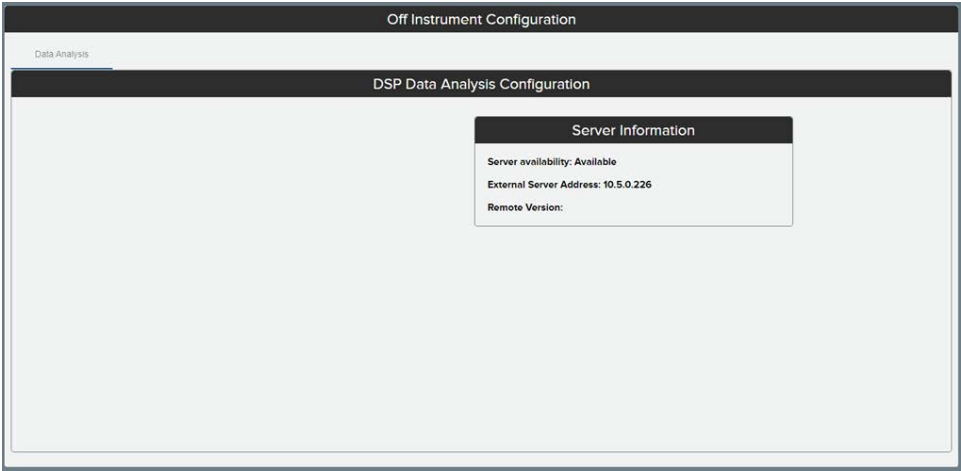 Off Instrument Configuration
Data Analysis
DSP Data Analysis Configuration
Server Information
Server availability: Available
External Server Address: 10.5.0.226
Remote Version: